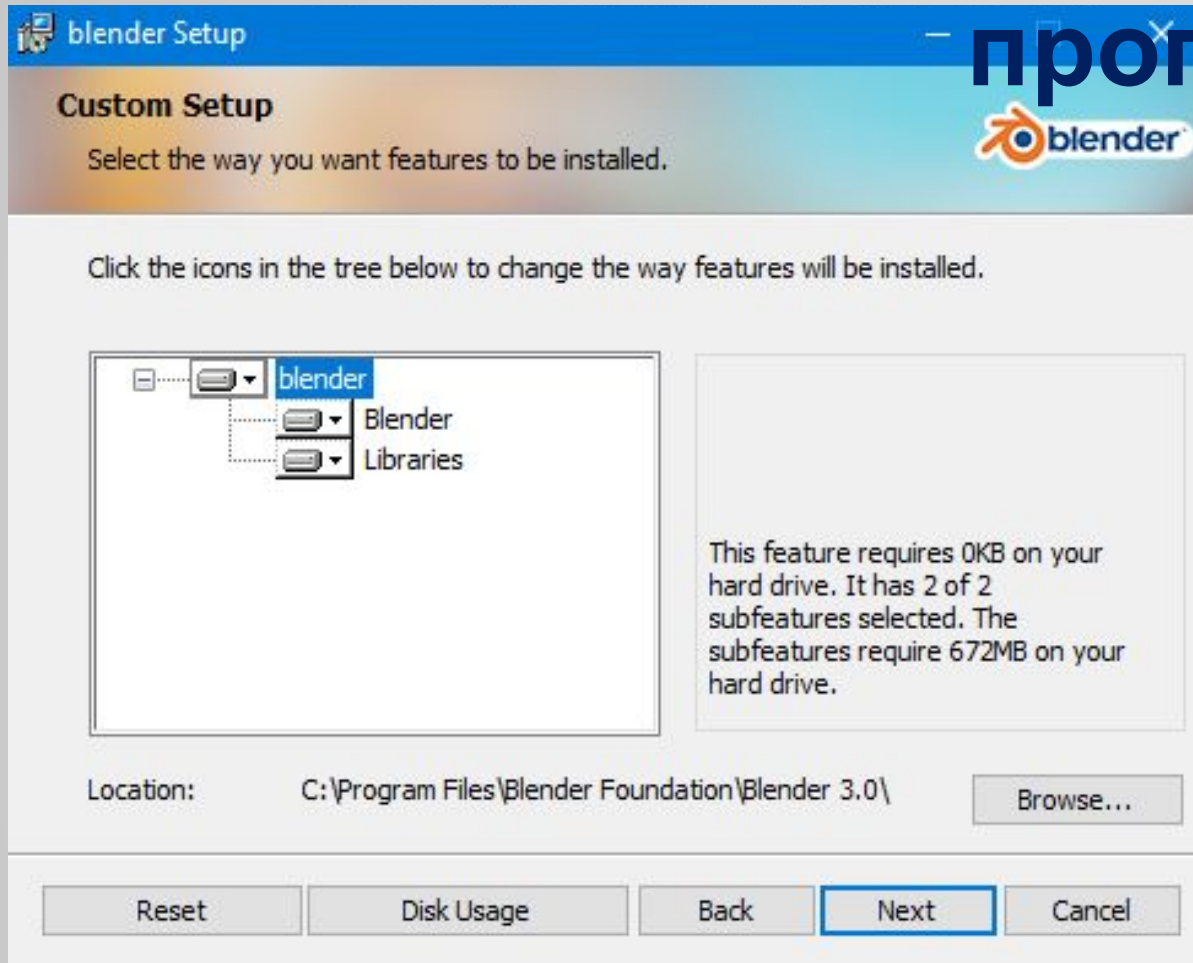 blender Setup
прог
Custom Setup
Select the way you want features to be installed.
blender
Click the icons in the tree below to change the way features will be installed.
blender
Blender
Libraries
This feature requires 0KB on your
hard drive. It has 2 of 2
subfeatures selected. The
subfeatures require 672MB on your
hard drive.
Location: C:\Program Files\Blender Foundation\Blender 3.0\ Browse...
Reset Disk Usage Back Next Cancel